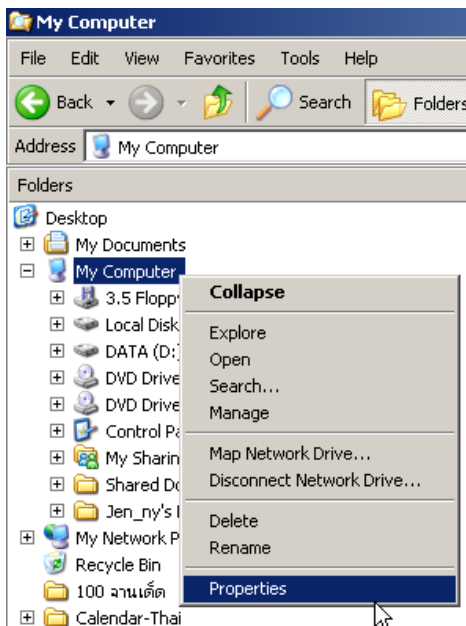 My Computer
File Edit View Favorites Tools Help
Back Search Folders
Address My Computer
Folders
Desktop
My Documents
My Computer
3.5 Floppy
Local Disk
DATA (D:)
DVD Drive
DVD Drive
Control Pa
My Sharin
Shared Do
Jen_ny's
My Network P
Recycle Bin
100 จานเด็ด
Calendar-Thai
Collapse
Explore
Open
Search...
Manage
Map Network Drive...
Disconnect Network Drive...
Delete
Rename
Properties